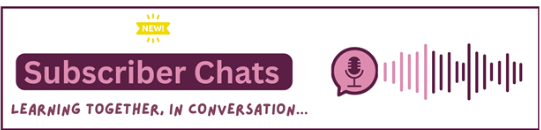 NEW!
Subscriber Chats
LEARNING TOGETHER, IN CONVERSATION...